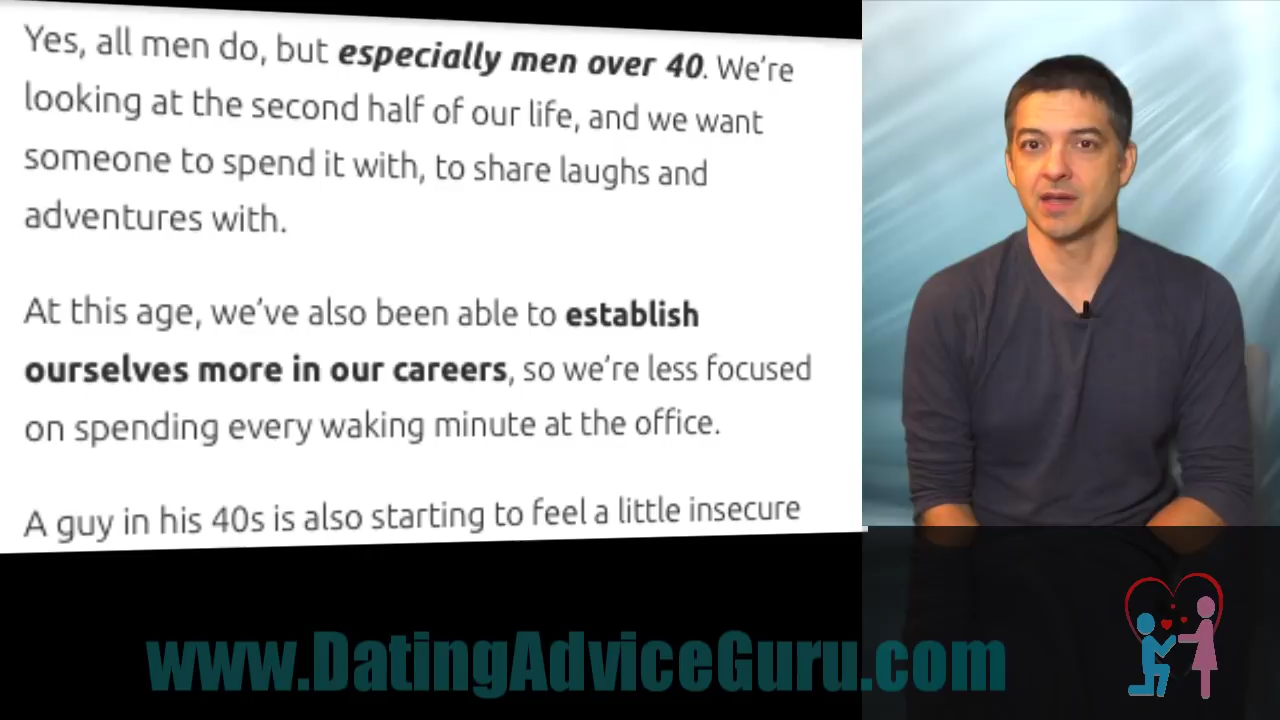 Yes, all men do, but especially men over 40. We're
looking at the second half of our life, and we want
someone to spend it with, to share laughs and
adventures with.
At this age, we've also been able to establish
ourselves more in our careers, so we're less focused
on spending every waking minute at the office.
A guy in his 40s is also starting to feel a little insecure
www.DatingAdviceGuru.com